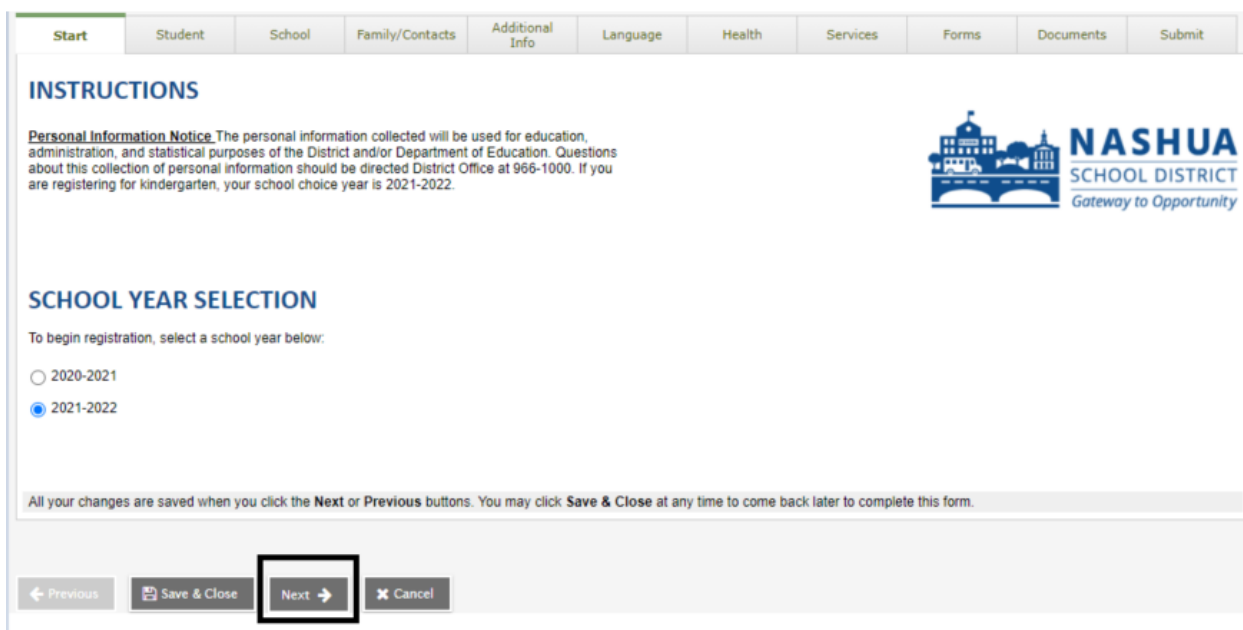 Start Student School Family/Contacts Additional Info Language Health Services Forms Documents Submit
INSTRUCTIONS
Personal Information Notice The personal information collected will be used for education,
administration, and statistical purposes of the District and/or Department of Education. Questions
about this collection of personal information should be directed District Office at 966-1000. If you
are registering for kindergarten, your school choice year is 2021-2022.
NASHUA
SCHOOL DISTRICT
Gateway to Opportunity
SCHOOL YEAR SELECTION
To begin registration, select a school year below:
2020-2021
2021-2022
All your changes are saved when you click the Next or Previous buttons. You may click Save & Close at any time to come back later to complete this form.
Previous Save & Close Next Cancel